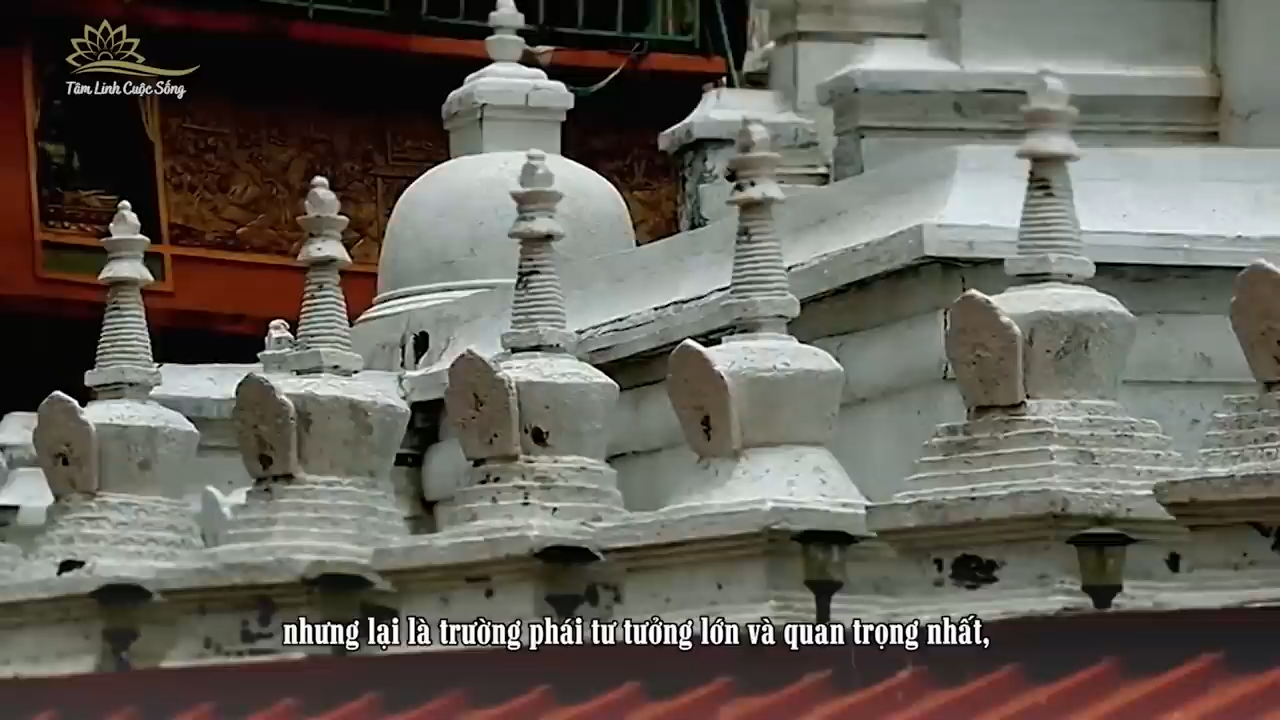 Tâm Linh Cuộc Sống
nhưng lại là trường phái tư tưởng lớn và quan trọng nhất,